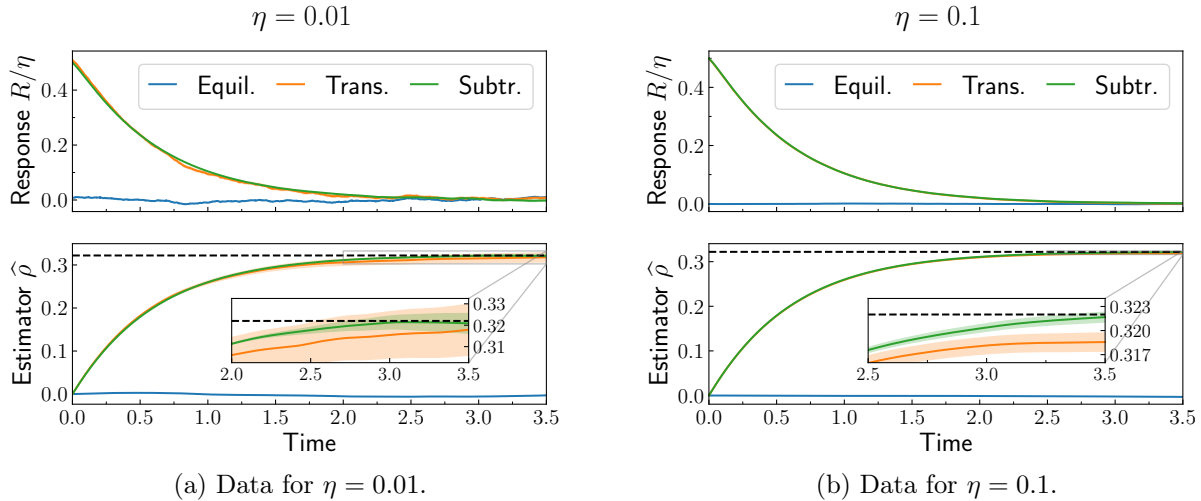 η = 0.01
Response R/η
0.4
0.2
0.0
Equil. Trans. Subtr.
Estimator ρ̂
0.3
0.2
0.1
0.0
0.33
0.32
0.31
2.0 2.5 3.0 3.5
0.0 0.5 1.0 1.5 2.0 2.5 3.0 3.5
Time
(a) Data for η = 0.01.
η = 0.1
Response R/η
0.4
0.2
0.0
Equil. Trans. Subtr.
Estimator ρ̂
0.3
0.2
0.1
0.0
0.323
0.320
0.317
2.5 3.0 3.5
0.0 0.5 1.0 1.5 2.0 2.5 3.0 3.5
Time
(b) Data for η = 0.1.